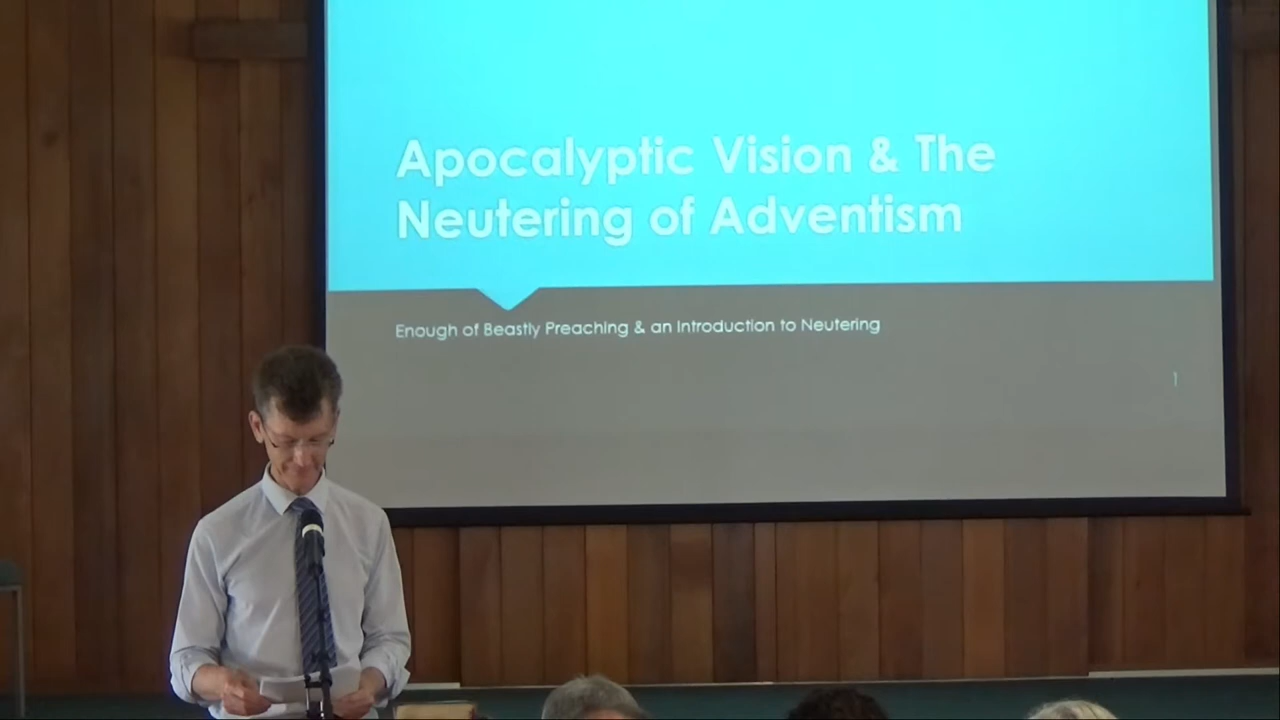 Apocalyptic Vision & The
Neutering of Adventism
Enough of Beastly Preaching & an Introduction to Neutering
1